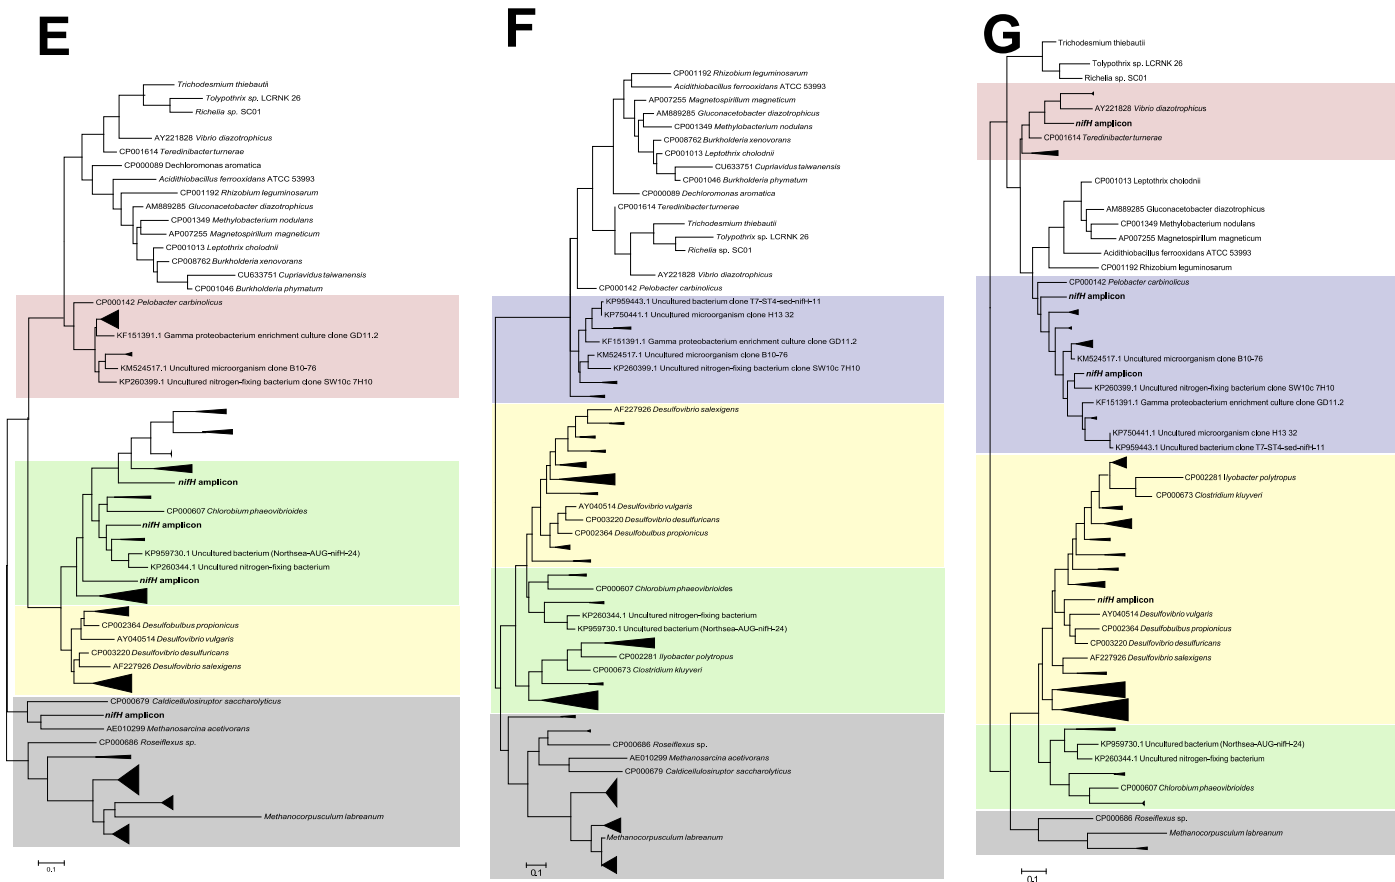 E
Trichodesmium thiebautii
Tolypothrix sp. LCRNK 26
Richelia sp. SC01
AY221828 Vibrio diazotrophicus
CP001614 Teredinibacter turnerae
CP000089 Dechloromonas aromatica
Acidithiobacillus ferrooxidans ATCC 53993
CP001192 Rhizobium leguminosarum
AM889285 Gluconacetobacter diazotrophicus
CP001349 Methylobacterium nodulans
AP007255 Magnetospirillum magneticum
CP001013 Leptothrix cholodnii
CP008762 Burkholderia xenovorans
CU633751 Cupriavidus taiwanensis
CP001046 Burkholderia phymatum
CP000142 Pelobacter carbinolicus
KF151391.1 Gamma proteobacterium enrichment culture clone GD11.2
KM524517.1 Uncultured microorganism clone B10-76
KP260399.1 Uncultured nitrogen-fixing bacterium clone SW10c 7H10
nifH amplicon
CP000607 Chlorobium phaeovibrioides
nifH amplicon
KP959730.1 Uncultured bacterium (Northsea-AUG-nifH-24)
KP260344.1 Uncultured nitrogen-fixing bacterium
nifH amplicon
CP002364 Desulfobulbus propionicus
AY040514 Desulfovibrio vulgaris
CP003220 Desulfovibrio desulfuricans
AF227926 Desulfovibrio salexigens
CP000679 Caldicellulosiruptor saccharolyticus
nifH amplicon
AE010299 Methanosarcina acetivorans
CP000686 Roseiflexus sp.
Methanocorpusculum labreanum
0.1
F
CP001192 Rhizobium leguminosarum
Acidithiobacillus ferrooxidans ATCC 53993
AP007255 Magnetospirillum magneticum
AM889285 Gluconacetobacter diazotrophicus
CP001349 Methylobacterium nodulans
CP008762 Burkholderia xenovorans
CP001013 Leptothrix cholodnii
CU633751 Cupriavidus taiwanensis
CP001046 Burkholderia phymatum
CP000089 Dechloromonas aromatica
CP001614 Teredinibacter turnerae
Trichodesmium thiebautii
Tolypothrix sp. LCRNK 26
Richelia sp. SC01
AY221828 Vibrio diazotrophicus
CP000142 Pelobacter carbinolicus
KP959443.1 Uncultured bacterium clone T7-ST4-sed-nifH-11
KP750441.1 Uncultured microorganism clone H13 32
KF151391.1 Gamma proteobacterium enrichment culture clone GD11.2
KM524517.1 Uncultured microorganism clone B10-76
KP260399.1 Uncultured nitrogen-fixing bacterium clone SW10c 7H10
AF227926 Desulfovibrio salexigens
AY040514 Desulfovibrio vulgaris
CP003220 Desulfovibrio desulfuricans
CP002364 Desulfobulbus propionicus
CP000607 Chlorobium phaeovibrioides
KP260344.1 Uncultured nitrogen-fixing bacterium
KP959730.1 Uncultured bacterium (Northsea-AUG-nifH-24)
CP002281 Ilyobacter polytropus
CP000673 Clostridium kluyveri
CP000686 Roseiflexus sp.
AE010299 Methanosarcina acetivorans
CP000679 Caldicellulosiruptor saccharolyticus
Methanocorpusculum labreanum
0.1
G
Trichodesmium thiebautii
Tolypothrix sp. LCRNK 26
Richelia sp. SC01
AY221828 Vibrio diazotrophicus
nifH amplicon
CP001614 Teredinibacter turnerae
CP001013 Leptothrix cholodnii
AM889285 Gluconacetobacter diazotrophicus
CP001349 Methylobacterium nodulans
AP007255 Magnetospirillum magneticum
Acidithiobacillus ferrooxidans ATCC 53993
CP001192 Rhizobium leguminosarum
CP000142 Pelobacter carbinolicus
nifH amplicon
KM524517.1 Uncultured microorganism clone B10-76
nifH amplicon
KP260399.1 Uncultured nitrogen-fixing bacterium clone SW10c 7H10
KF151391.1 Gamma proteobacterium enrichment culture clone GD11.2
KP750441.1 Uncultured microorganism clone H13 32
KP959443.1 Uncultured bacterium clone T7-ST4-sed-nifH-11
CP002281 Ilyobacter polytropus
CP000673 Clostridium kluyveri
nifH amplicon
AY040514 Desulfovibrio vulgaris
CP002364 Desulfobulbus propionicus
CP003220 Desulfovibrio desulfuricans
AF227926 Desulfovibrio salexigens
KP959730.1 Uncultured bacterium (Northsea-AUG-nifH-24)
KP260344.1 Uncultured nitrogen-fixing bacterium
CP000607 Chlorobium phaeovibrioides
CP000686 Roseiflexus sp.
Methanocorpusculum labreanum
0.1